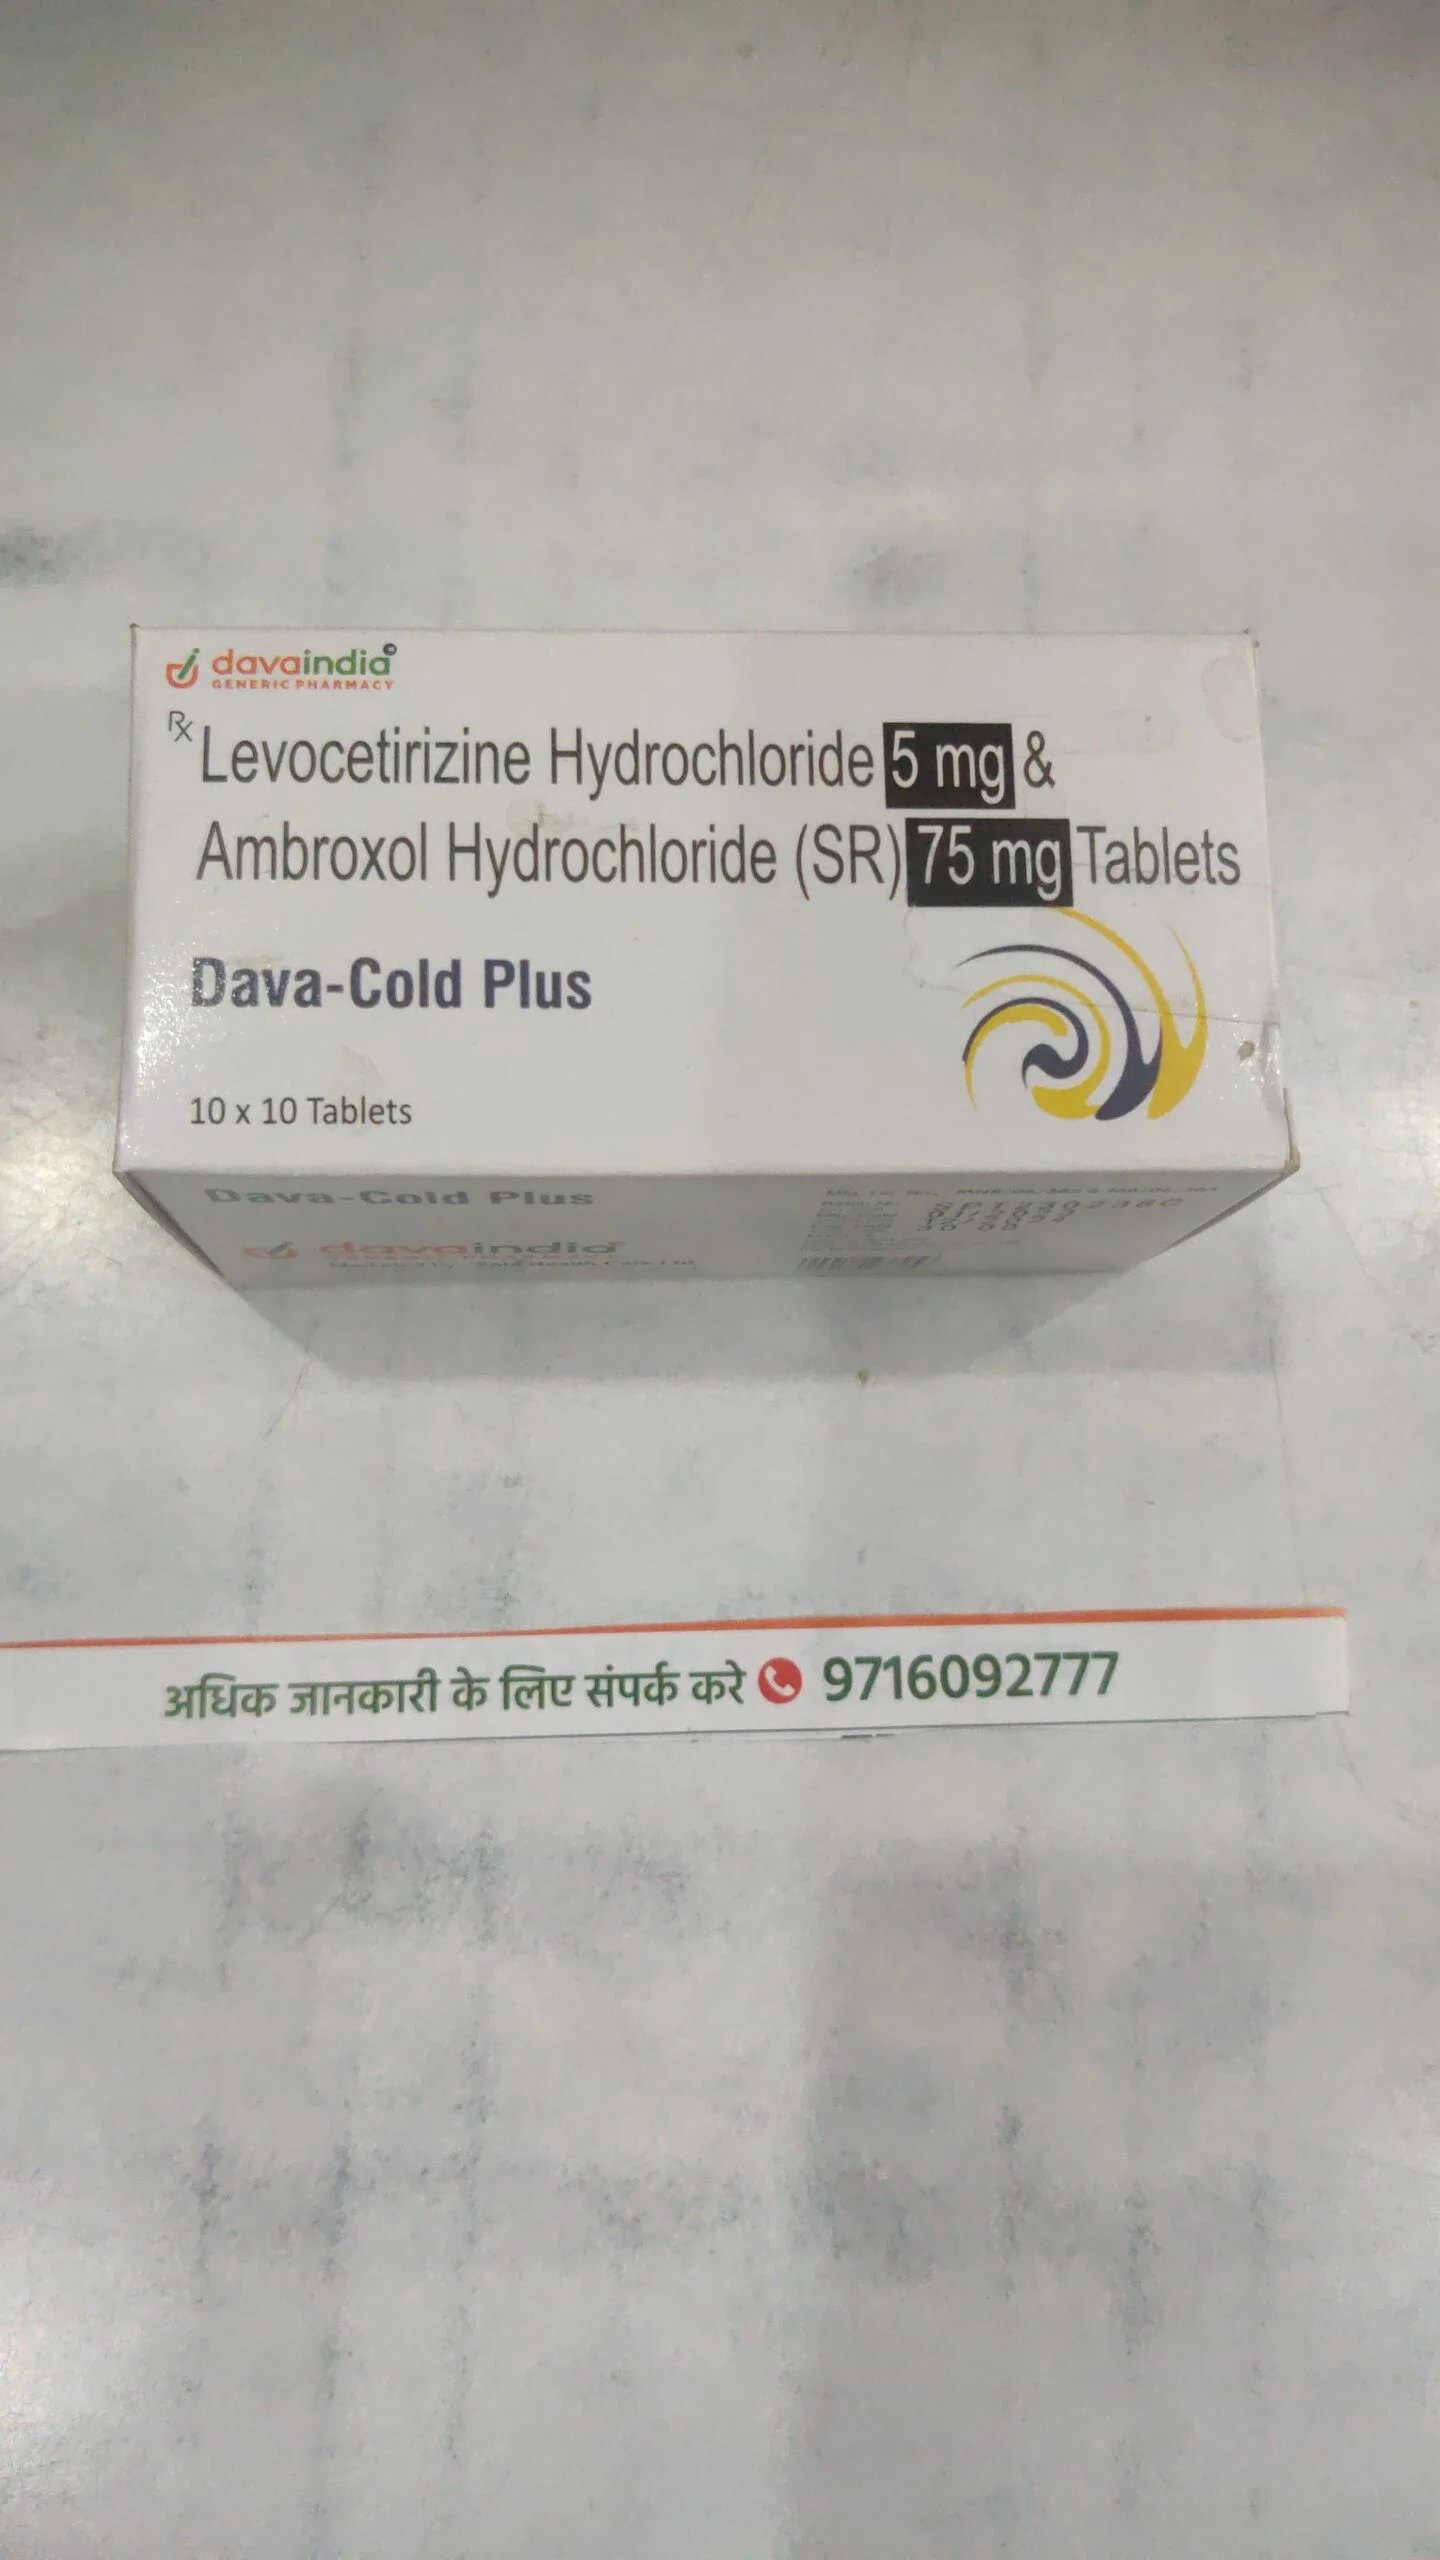 davaindia
GENERIC PHARMACY
Rx Levocetirizine Hydrochloride 5 mg &
Ambroxol Hydrochloride (SR) 75 mg Tablets
Dava-Cold Plus
10 x 10 Tablets
Dava-Cold Plus
davaindia
अधिक जानकारी के लिए संपर्क करे 9716092777